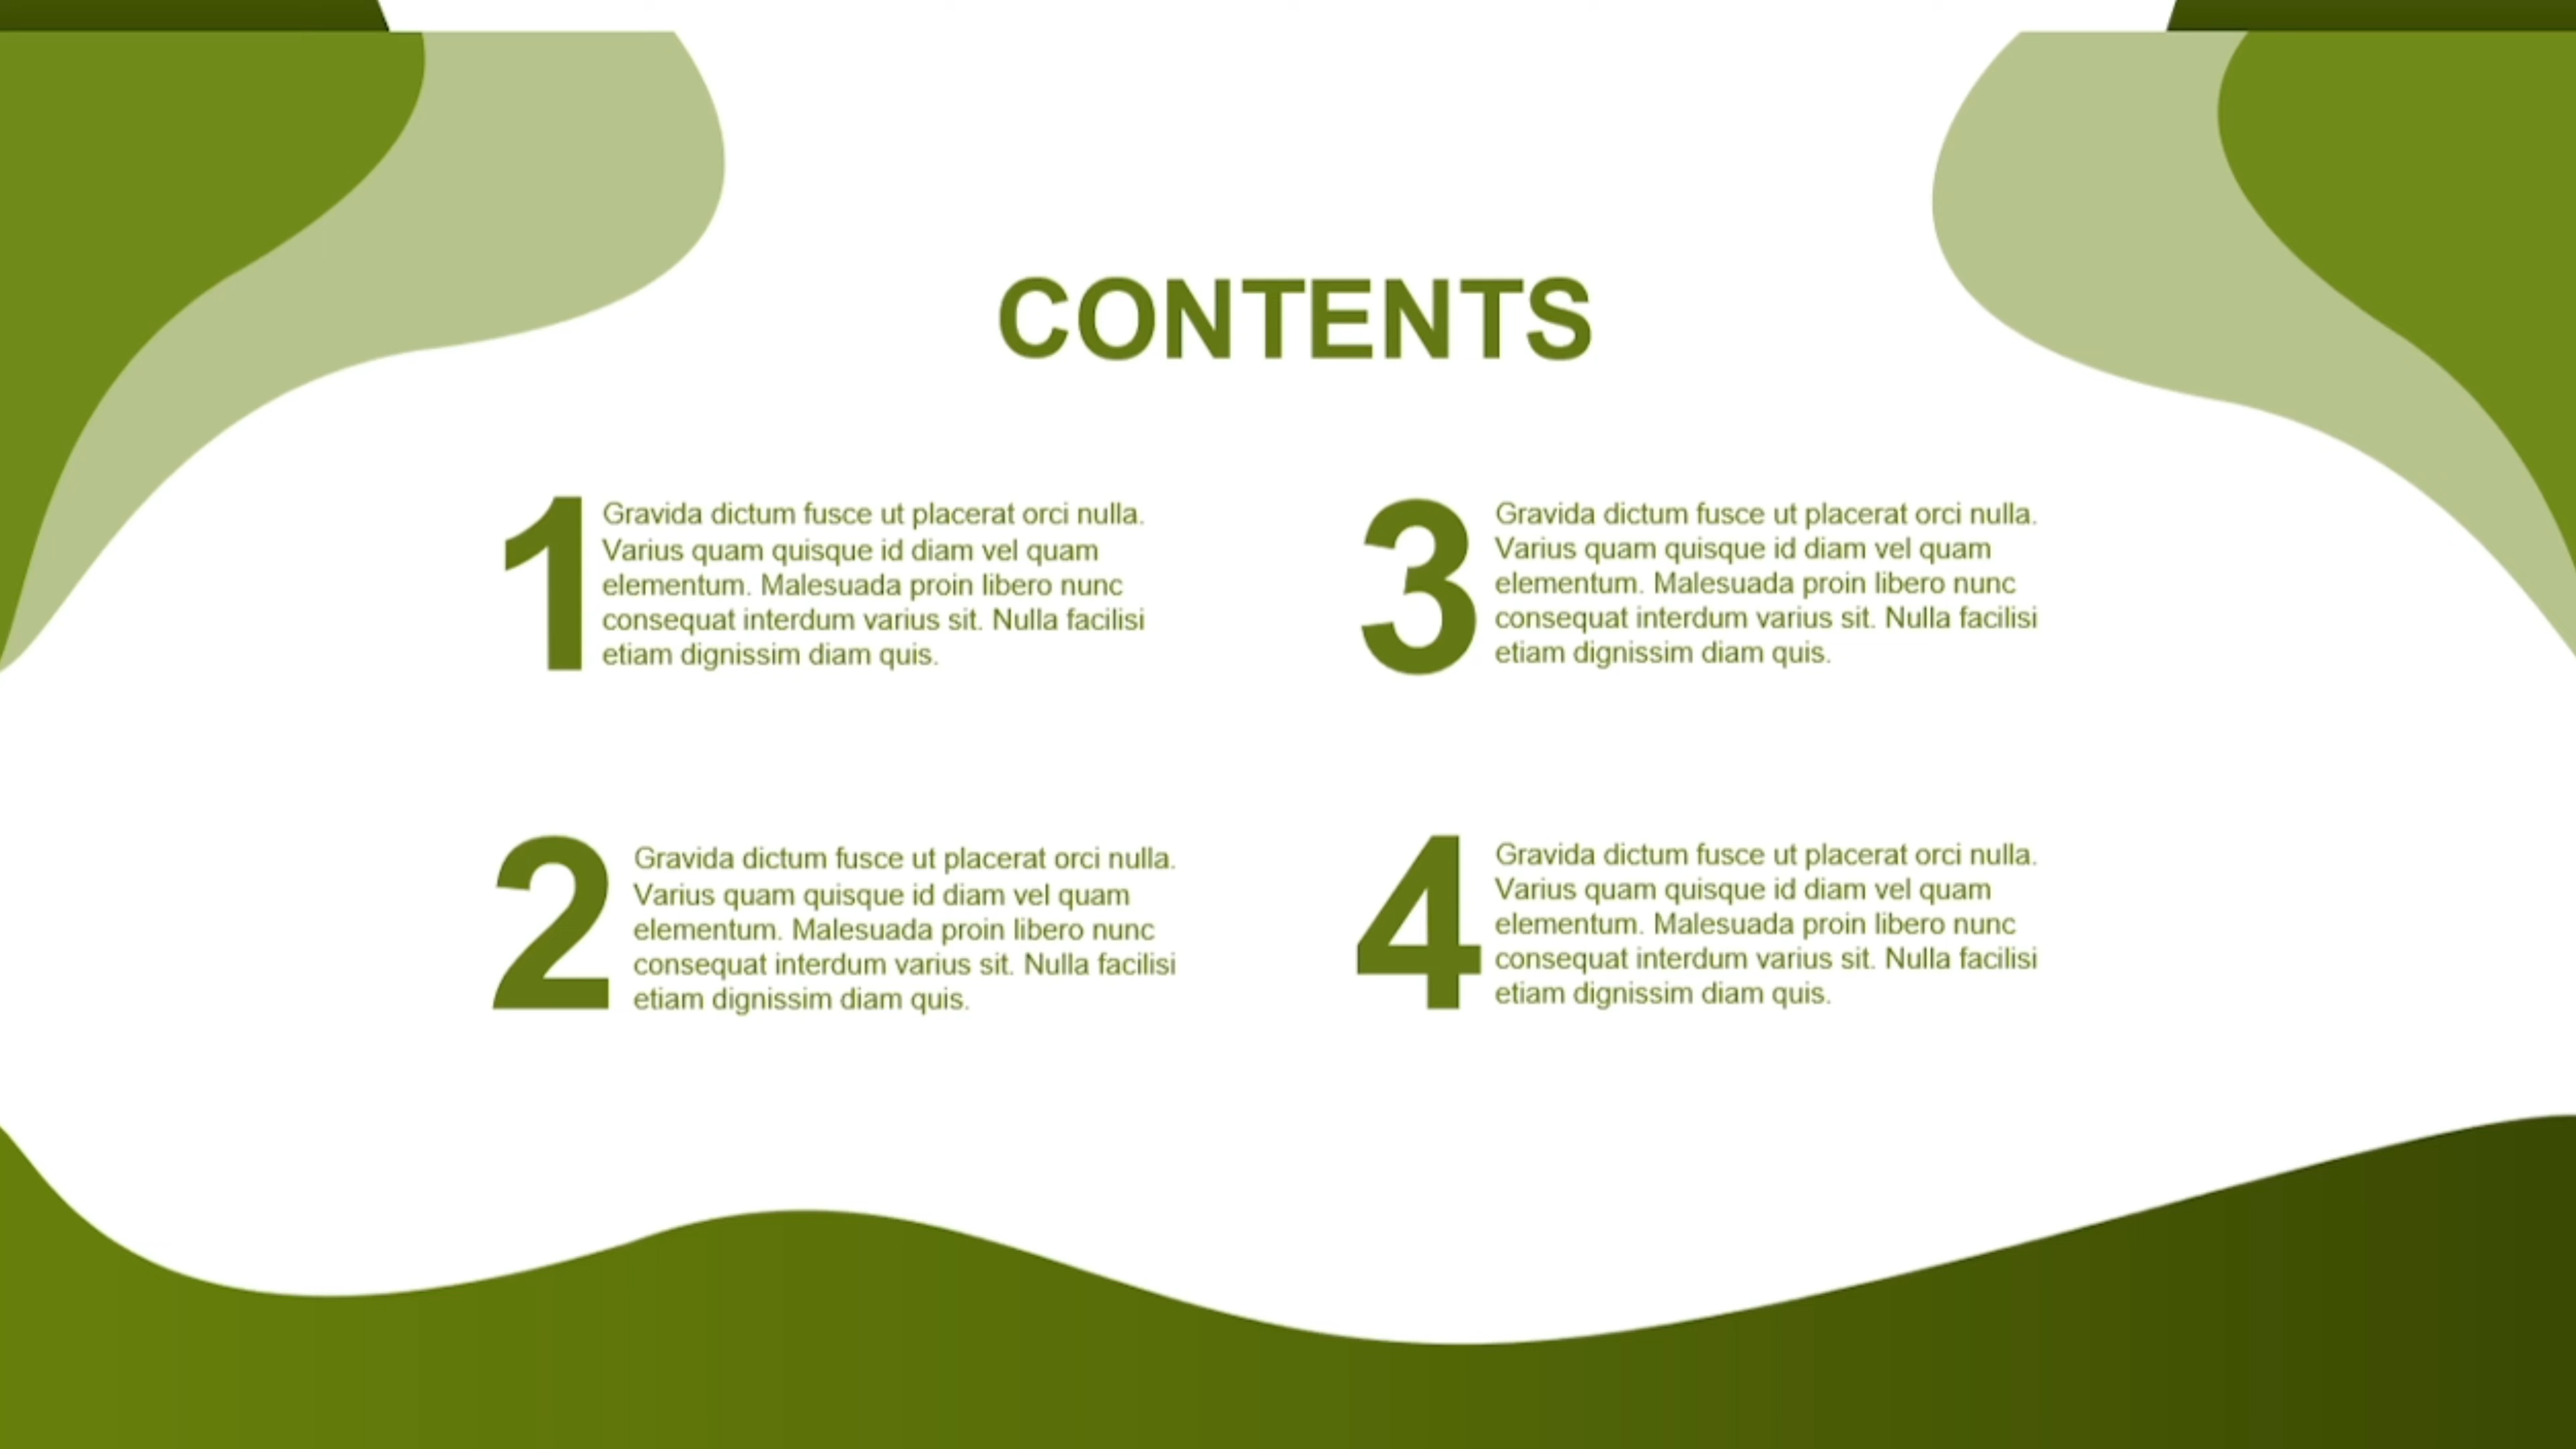 CONTENTS
1
Gravida dictum fusce ut placerat orci nulla.
Varius quam quisque id diam vel quam
elementum. Malesuada proin libero nunc
consequat interdum varius sit. Nulla facilisi
etiam dignissim diam quis.
2
Gravida dictum fusce ut placerat orci nulla.
Varius quam quisque id diam vel quam
elementum. Malesuada proin libero nunc
consequat interdum varius sit. Nulla facilisi
etiam dignissim diam quis.
3
Gravida dictum fusce ut placerat orci nulla.
Varius quam quisque id diam vel quam
elementum. Malesuada proin libero nunc
consequat interdum varius sit. Nulla facilisi
etiam dignissim diam quis.
4
Gravida dictum fusce ut placerat orci nulla.
Varius quam quisque id diam vel quam
elementum. Malesuada proin libero nunc
consequat interdum varius sit. Nulla facilisi
etiam dignissim diam quis.